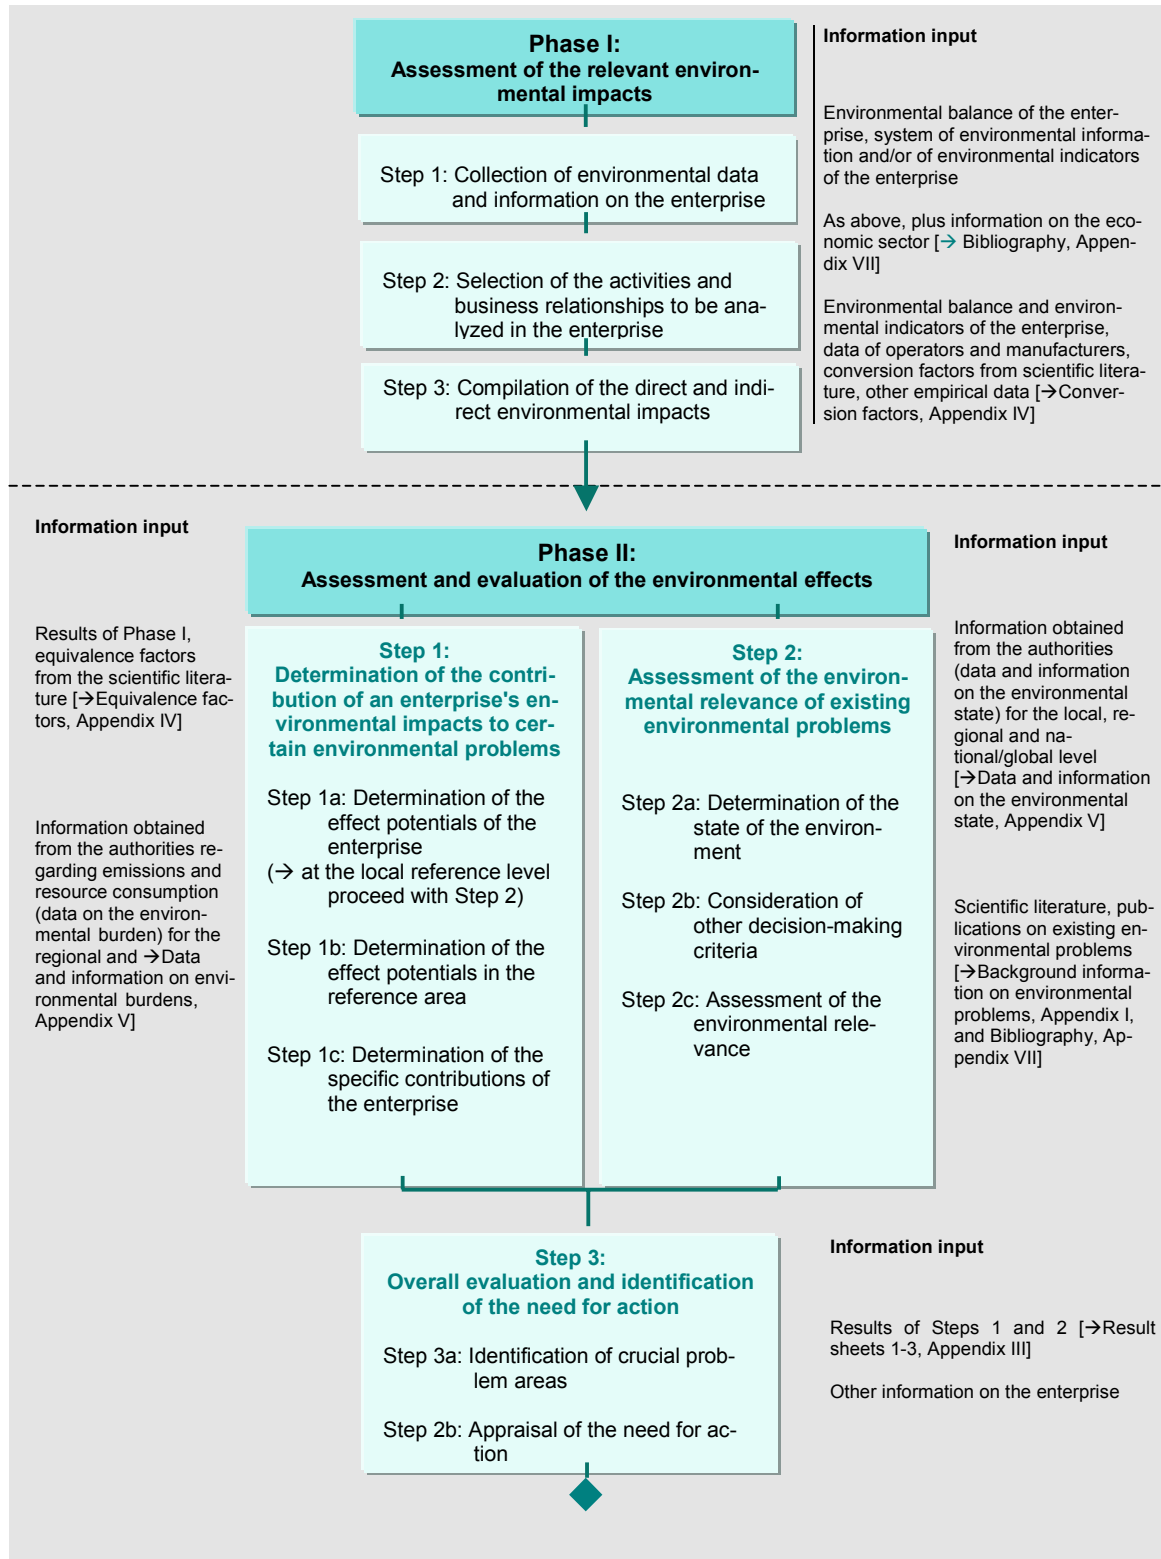 Phase I:
Assessment of the relevant environ-
mental impacts
Step 1: Collection of environmental data
and information on the enterprise
Step 2: Selection of the activities and
business relationships to be ana-
lyzed in the enterprise
Step 3: Compilation of the direct and indi-
rect environmental impacts
Information input
Environmental balance of the enter-
prise, system of environmental informa-
tion and/or of environmental indicators
of the enterprise
As above, plus information on the eco-
nomic sector [→ Bibliography, Appen-
dix VII]
Environmental balance and environ-
mental indicators of the enterprise,
data of operators and manufacturers,
conversion factors from scientific litera-
ture, other empirical data [→Conver-
sion factors, Appendix IV]
Information input
Results of Phase I,
equivalence factors
from the scientific litera-
ture [→Equivalence fac-
tors, Appendix IV]
Information obtained
from the authorities re-
garding emissions and
resource consumption
(data on the environ-
mental burden) for the
regional and →Data
and information on envi-
ronmental burdens,
Appendix V]
Phase II:
Assessment and evaluation of the environmental effects
Step 1:
Determination of the contri-
bution of an enterprise's en-
vironmental impacts to cer-
tain environmental problems
Step 1a: Determination of the
effect potentials of the
enterprise
(→ at the local reference level
proceed with Step 2)
Step 1b: Determination of the
effect potentials in the
reference area
Step 1c: Determination of the
specific contributions of
the enterprise
Step 2:
Assessment of the environ-
mental relevance of existing
environmental problems
Step 2a: Determination of the
state of the environ-
ment
Step 2b: Consideration of
other decision-making
criteria
Step 2c: Assessment of the
environmental rele-
vance
Information input
Information obtained
from the authorities
(data and information
on the environmental
state) for the local, re-
gional and na-
tional/global level
[→Data and information
on the environmental
state, Appendix V]
Scientific literature, pub-
lications on existing en-
vironmental problems
[→Background informa-
tion on environmental
problems, Appendix I,
and Bibliography, Ap-
pendix VII]
Step 3:
Overall evaluation and identification
of the need for action
Step 3a: Identification of crucial prob-
lem areas
Step 2b: Appraisal of the need for ac-
tion
Information input
Results of Steps 1 and 2 [→Result
sheets 1-3, Appendix III]
Other information on the enterprise